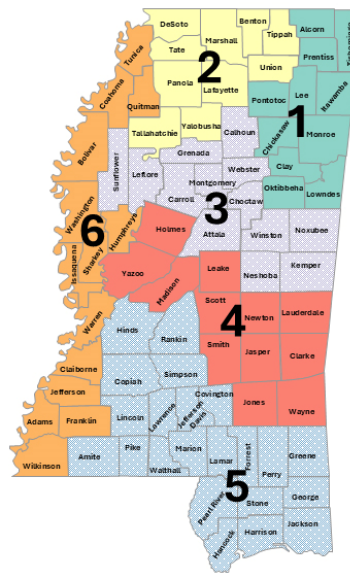 DeSoto
Benton
Alcorn
Tishomingo
Marshall
Tippah
Tunica
Tate
Prentiss
2
Union
Panola
Lafayette
Coahoma
Lee
Itawamba
Quitman
Pontotoc
1
Yalobusha
Tallahatchie
Calhoun
Chickasaw
Monroe
Bolivar
Grenada
Sunflower
Leflore
Webster
Clay
Montgomery
Oktibbeha
Carroll
Choctaw
Lowndes
Washington
3
Humphreys
Holmes
Attala
Winston
Noxubee
6
Sharkey
Issaquena
Yazoo
Leake
Neshoba
Kemper
Madison
Scott
Newton
Lauderdale
Warren
4
Hinds
Rankin
Smith
Jasper
Clarke
Claiborne
Copiah
Simpson
Jefferson
Covington
Jones
Wayne
Adams
Franklin
Lincoln
Lawrence
Jefferson
Davis
Wilkinson
Amite
Pike
Walthall
Marion
Lamar
Forrest
Perry
Greene
5
Pearl River
Stone
George
Jackson
Hancock
Harrison